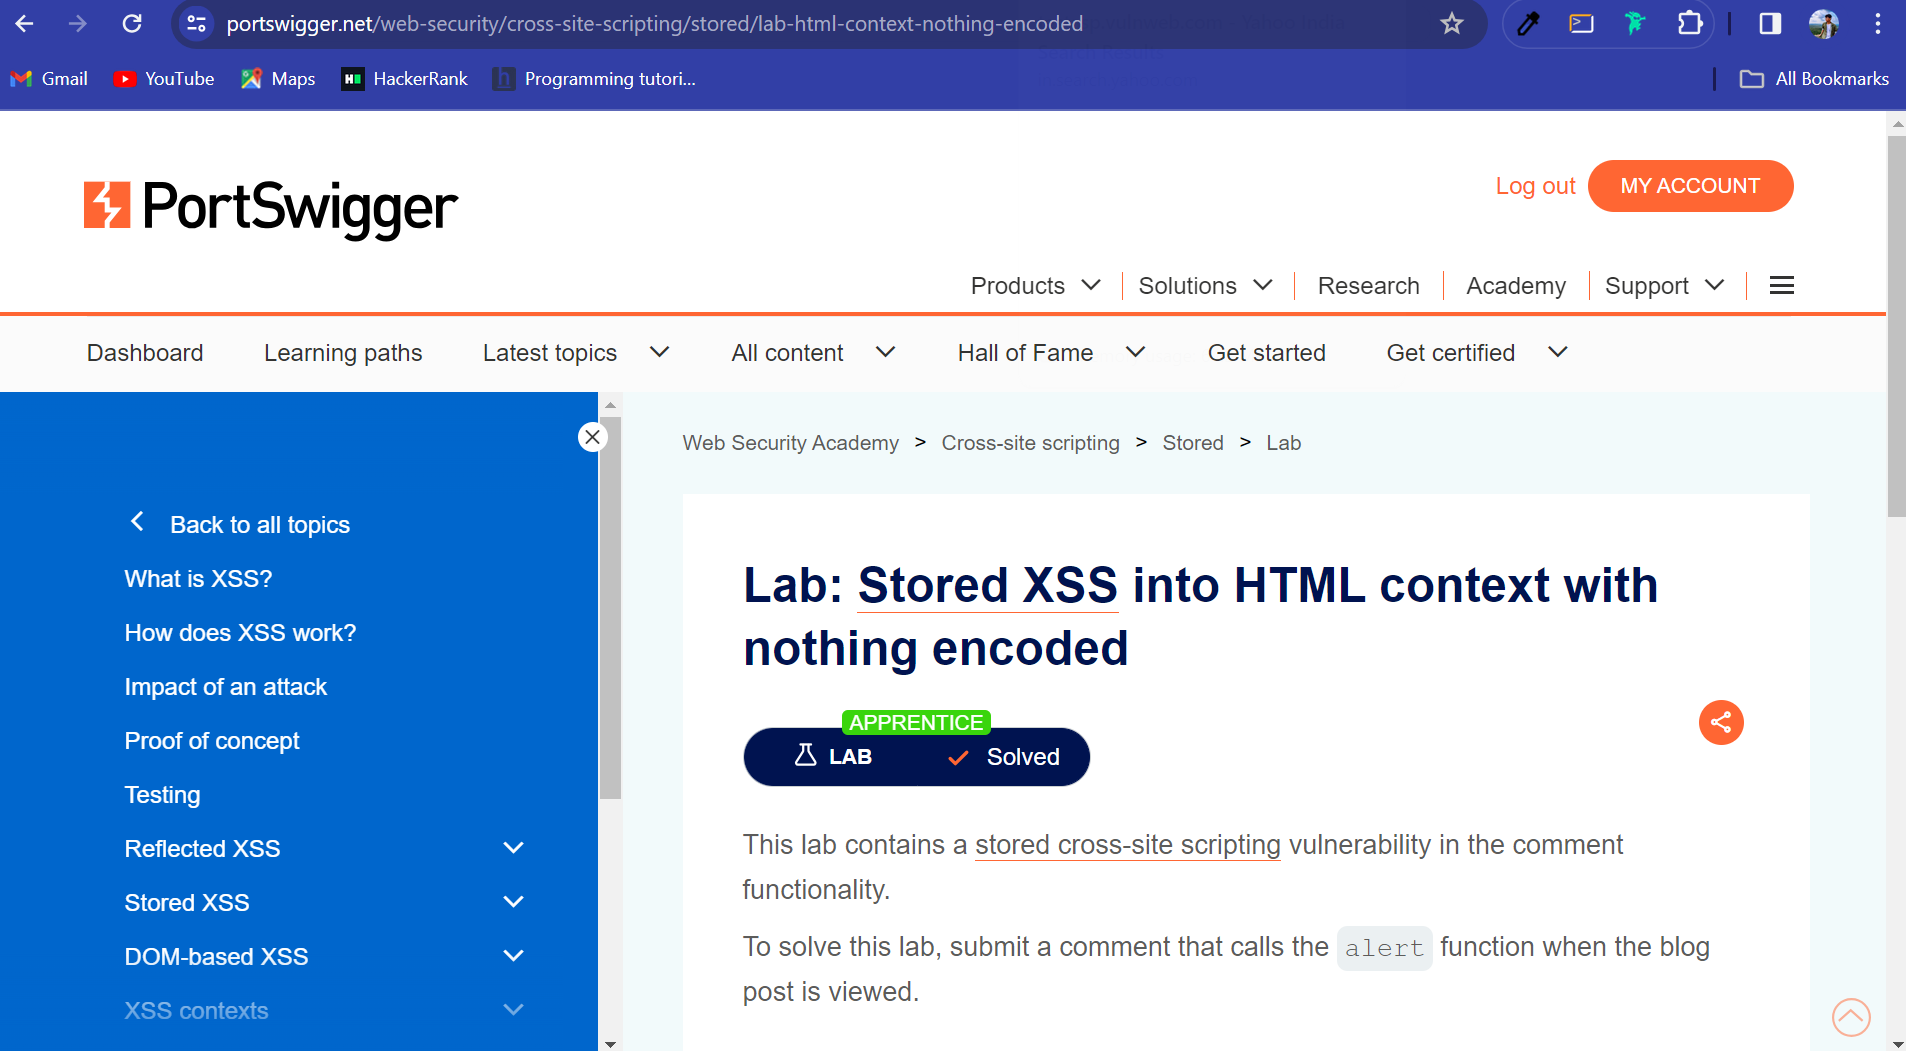 portswigger.net/web-security/cross-site-scripting/stored/lab-html-context-nothing-encoded
Gmail YouTube Maps HackerRank Programming tutori... All Bookmarks
PortSwigger
Log out MY ACCOUNT
Products Solutions Research Academy Support
Dashboard Learning paths Latest topics All content Hall of Fame Get started Get certified
Back to all topics
What is XSS?
How does XSS work?
Impact of an attack
Proof of concept
Testing
Reflected XSS
Stored XSS
DOM-based XSS
XSS contexts
Web Security Academy > Cross-site scripting > Stored > Lab
Lab: Stored XSS into HTML context with
nothing encoded
APPRENTICE
LAB Solved
This lab contains a stored cross-site scripting vulnerability in the comment
functionality.
To solve this lab, submit a comment that calls the alert function when the blog
post is viewed.